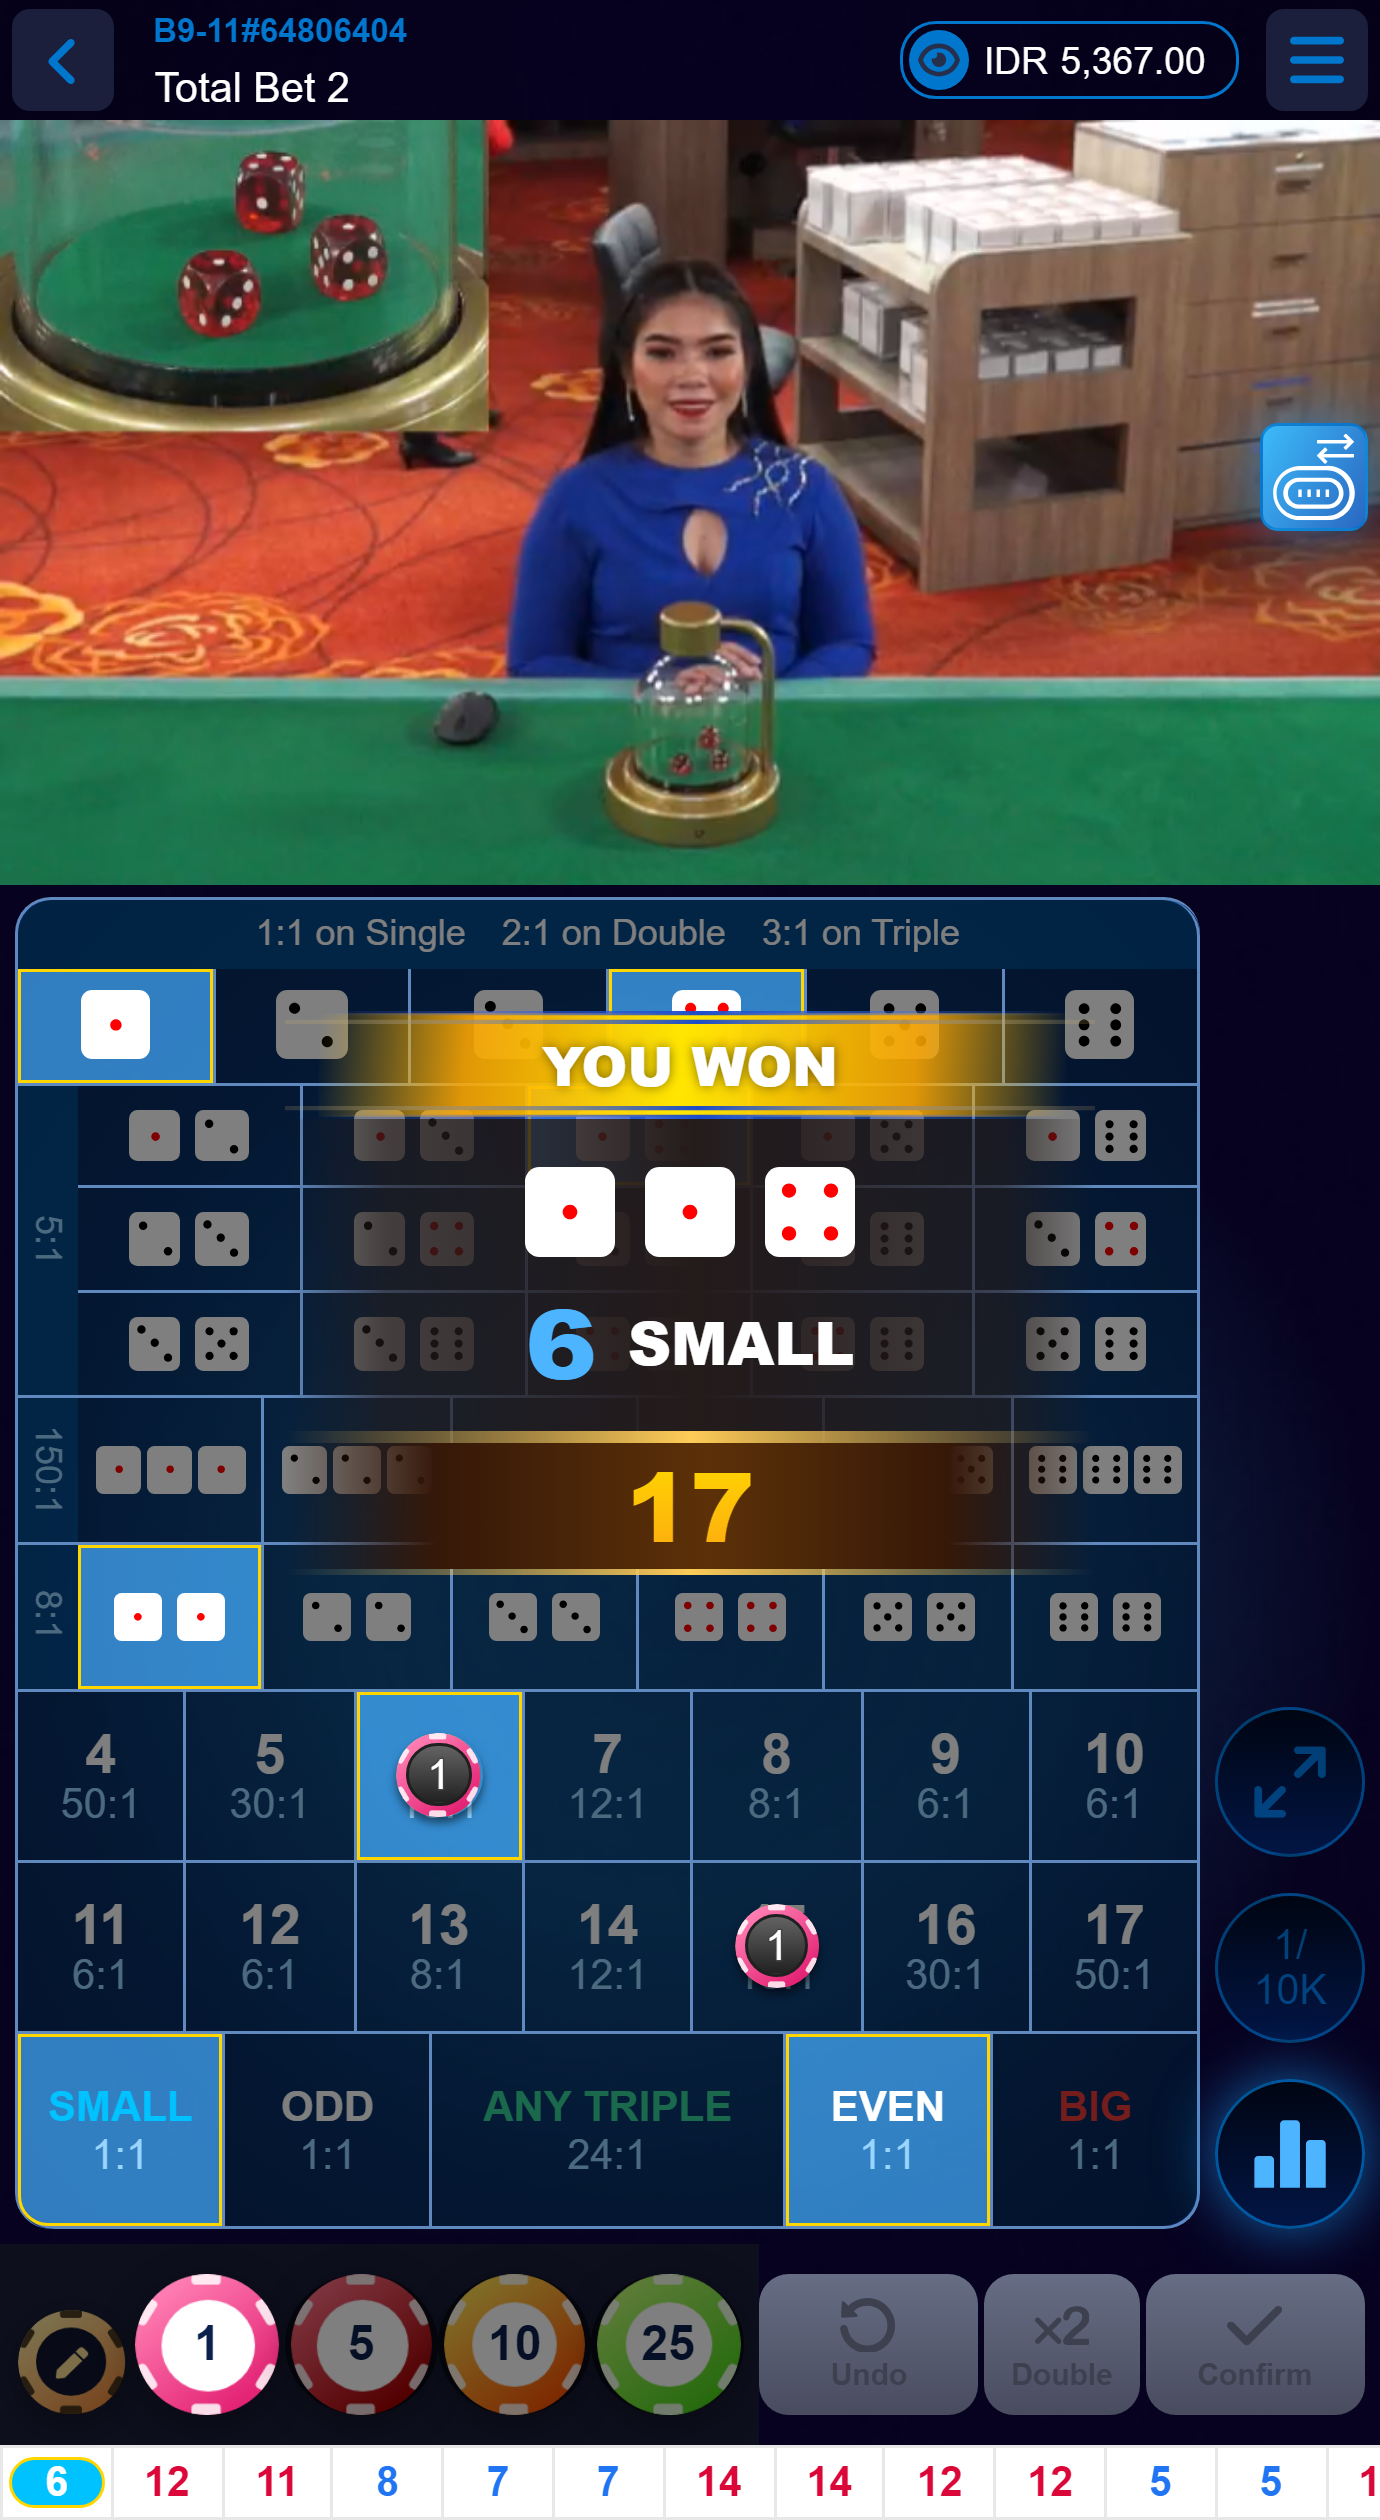 B9-11#64806404
Total Bet 2
IDR 5,367.00
1:1 on Single 2:1 on Double 3:1 on Triple
YOU WON
5:1
6 SMALL
150:1
17
8:1
4 5 7 8 9 10
50:1 30:1 12:1 8:1 6:1 6:1
1
11 12 13 14 16 17
6:1 6:1 8:1 12:1 30:1 50:1
1
1/
10K
SMALL ODD ANY TRIPLE EVEN BIG
1:1 1:1 24:1 1:1 1:1
1 5 10 25
Undo x2 Double Confirm
6 12 11 8 7 7 14 14 12 12 5 5